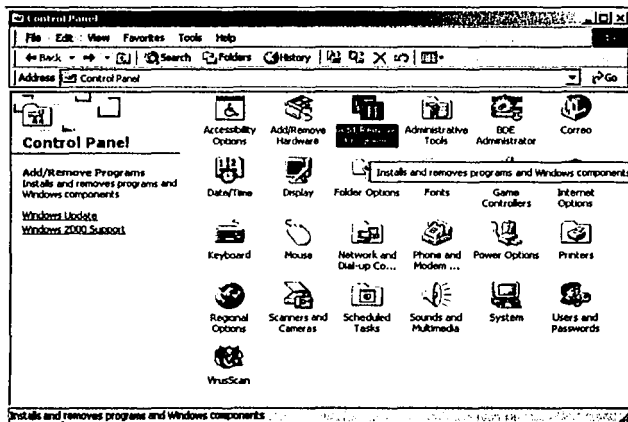 Control Panel
File Edit View Favorites Tools Help
Back Search Folders History
Address Control Panel Go
Control Panel
Add/Remove Programs
Installs and removes programs and
Windows components
Windows Update
Windows 2000 Support
Accessibility
Options
Add/Remove
Hardware
Administrative
Tools
BDE
Administrator
Correo
Installs and removes programs and Windows components
Date/Time
Display
Folder Options
Fonts
Game
Controllers
Internet
Options
Keyboard
Mouse
Network and
Dial-up Co...
Phone and
Modem ...
Power Options
Printers
Regional
Options
Scanners and
Cameras
Scheduled
Tasks
Sounds and
Multimedia
System
Users and
Passwords
VirusScan
Installs and removes programs and Windows components